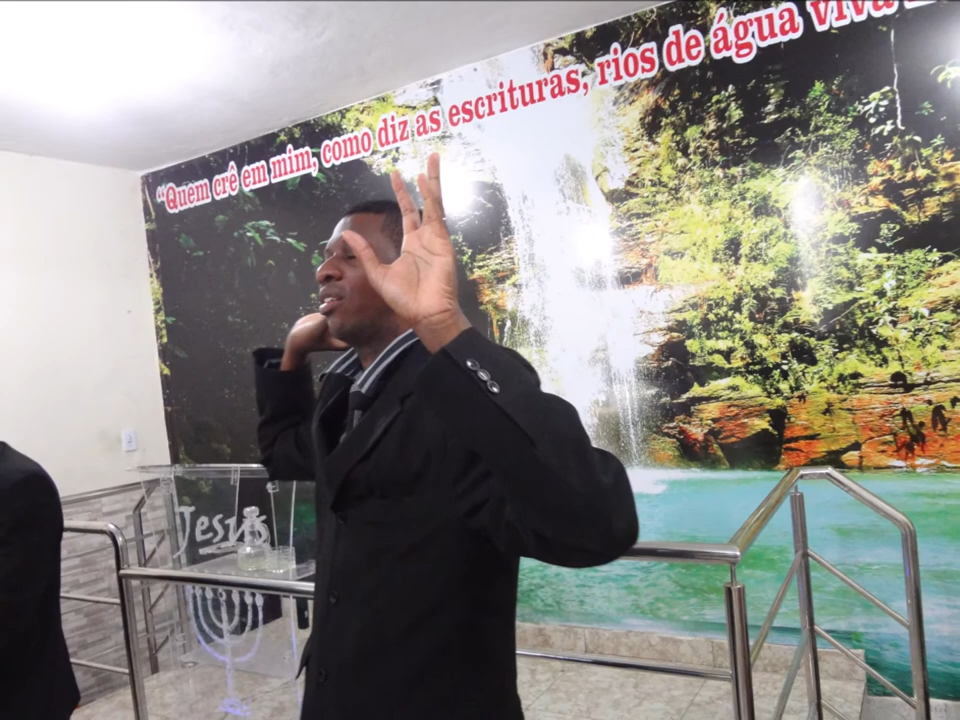 “Quem crê em mim, como diz as escrituras, rios de água viva
Jesus